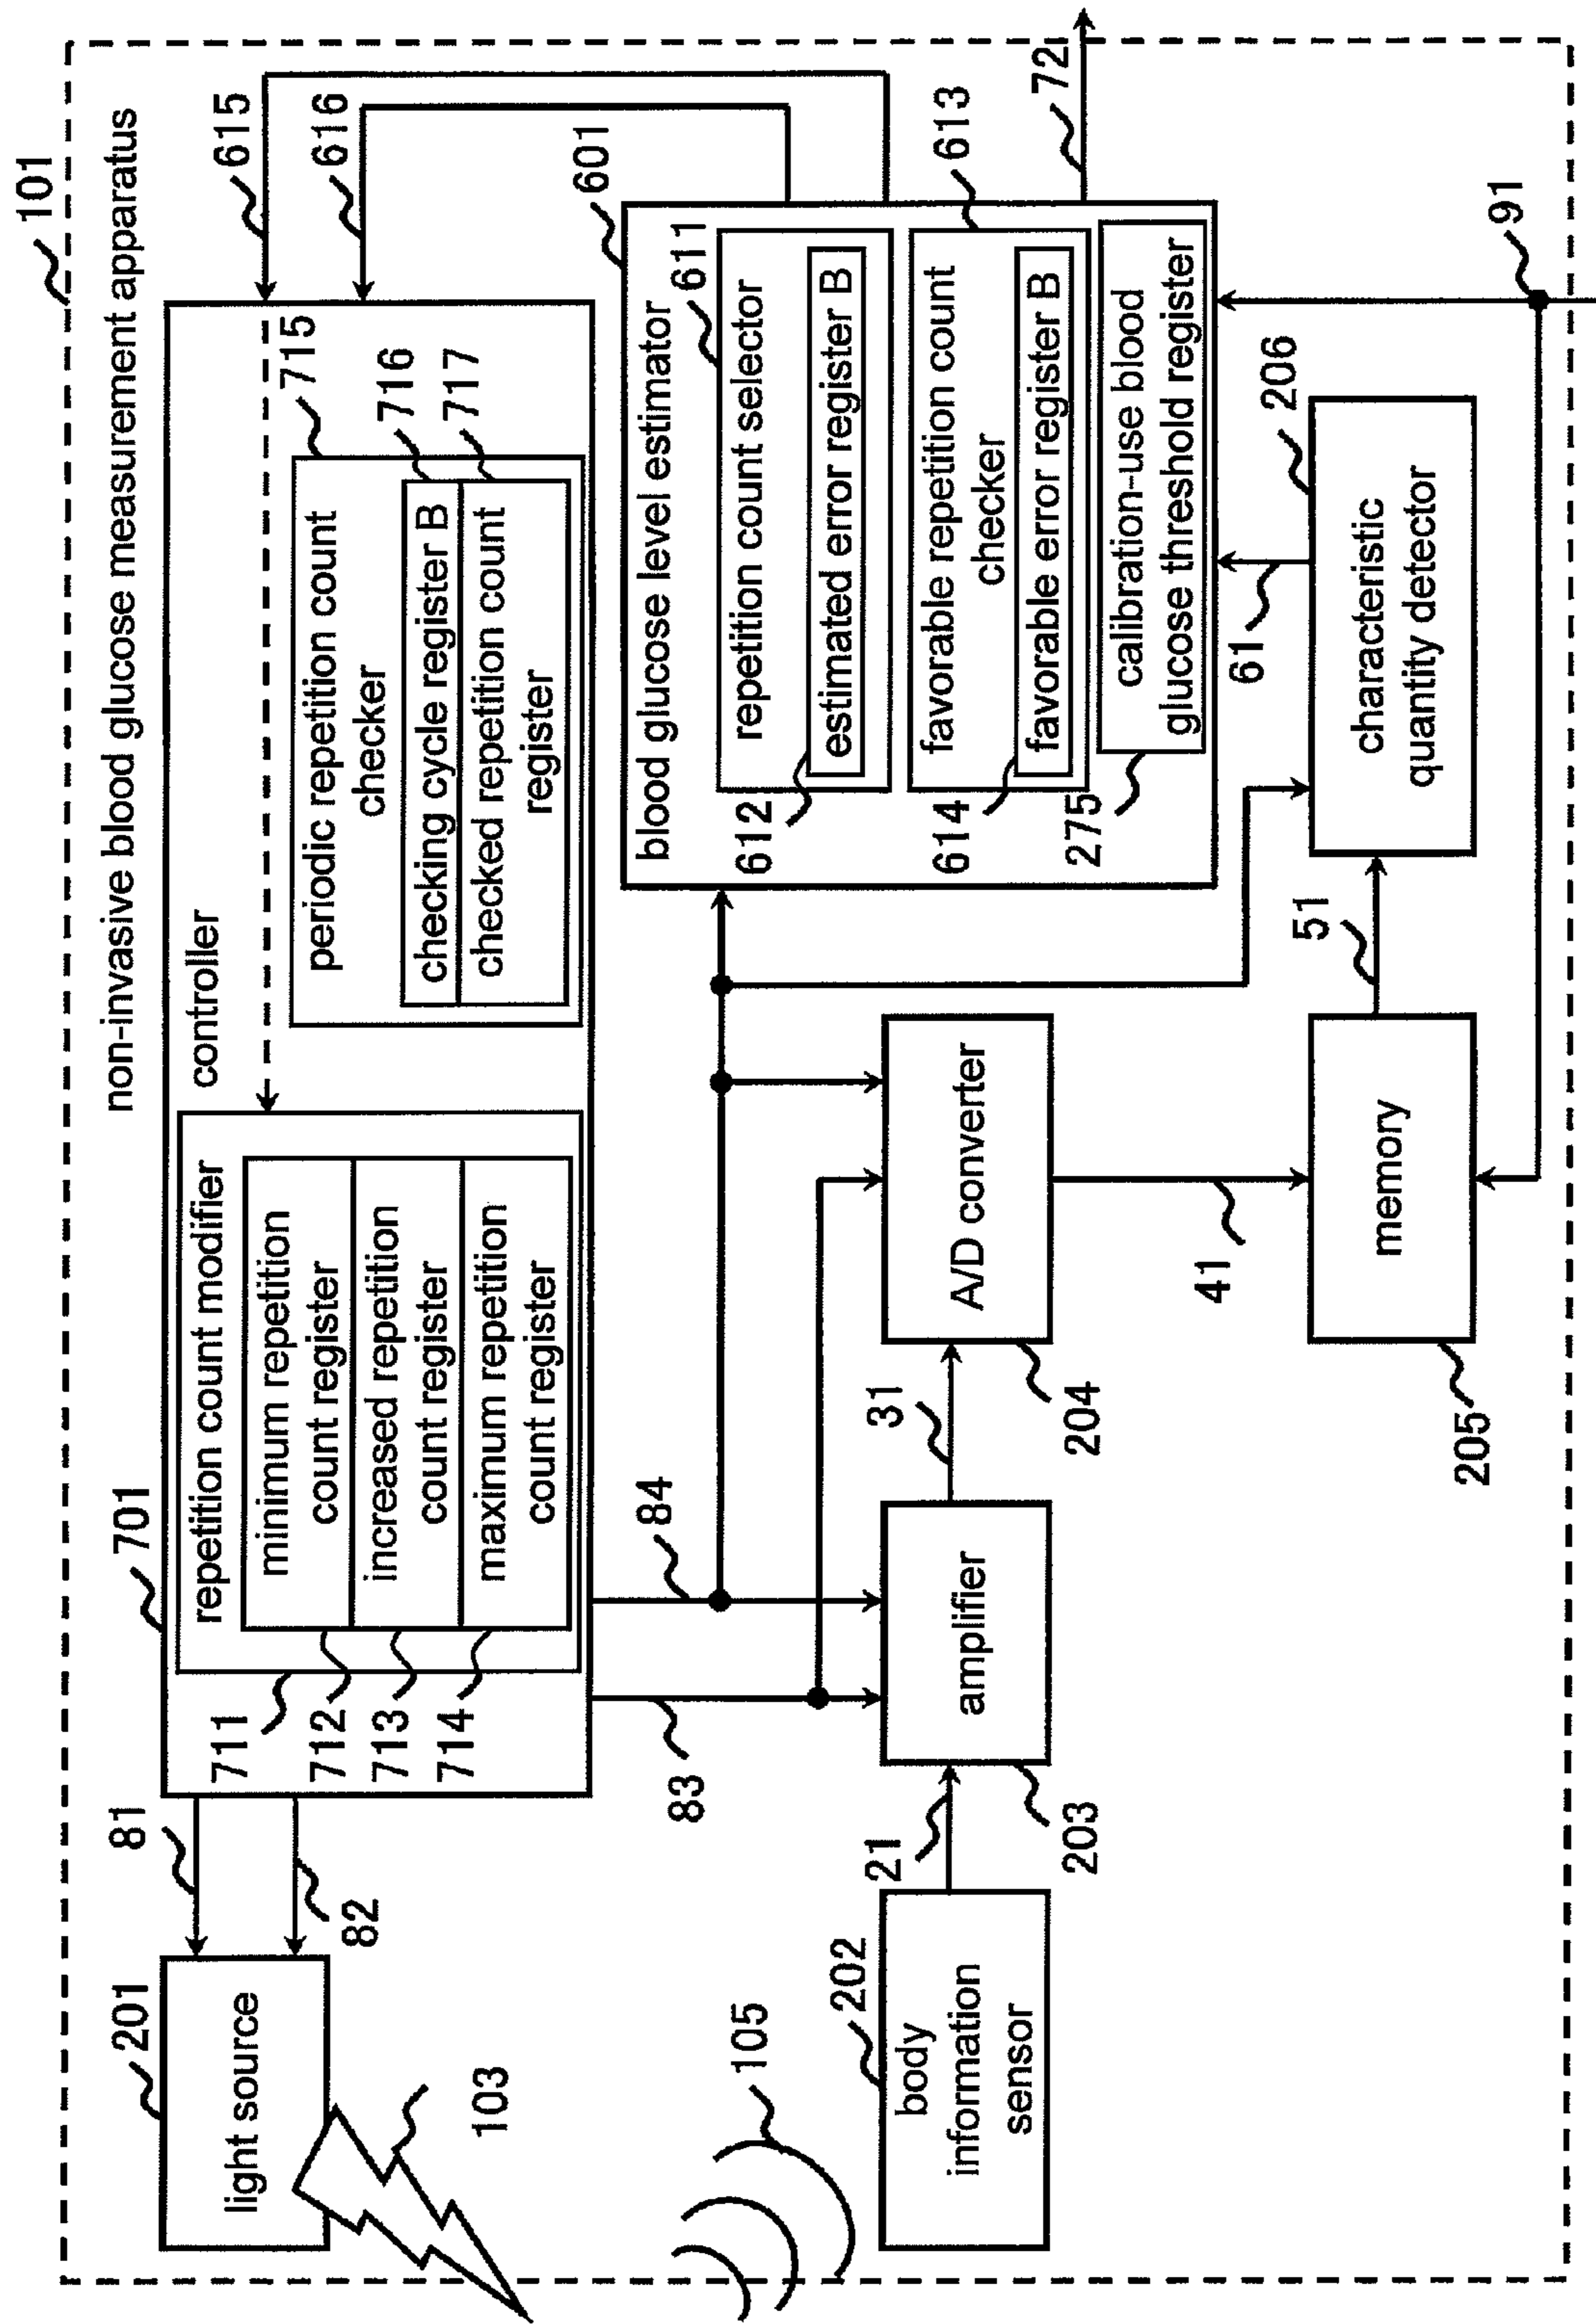 101
non-invasive blood glucose measurement apparatus
201
light source
103
105
202
body
information
sensor
81
82
701
controller
repetition count modifier
minimum repetition
count register
increased repetition
count register
maximum repetition
count register
711
712
713
714
periodic repetition count
checker
checking cycle register B
checked repetition count
register
715
716
717
615
616
83
84
21
amplifier
203
31
A/D converter
204
41
memory
205
51
characteristic
quantity detector
206
61
91
601
blood glucose level estimator
repetition count selector
611
estimated error register B
612
favorable repetition count
checker
613
favorable error register B
614
calibration-use blood
glucose threshold register
275
72